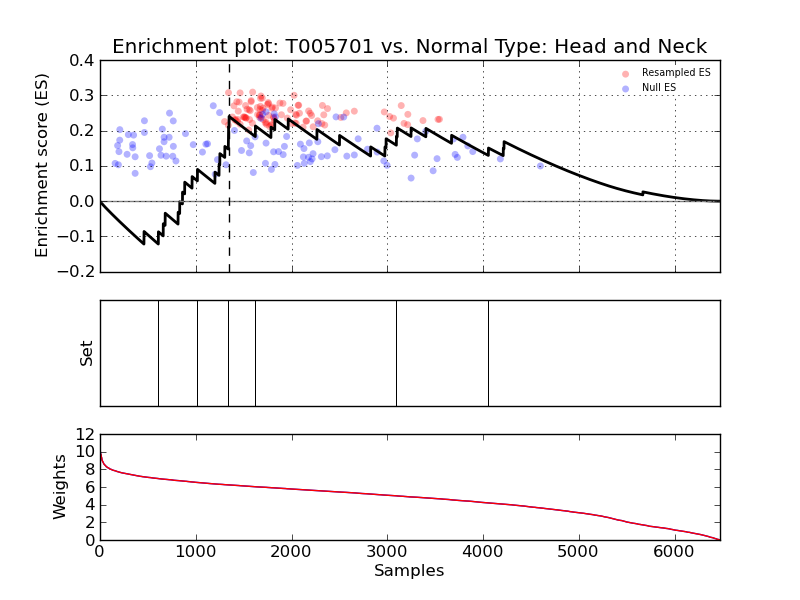 Enrichment plot: T005701 vs. Normal Type: Head and Neck
0.4
0.3
0.2
0.1
0.0
−0.1
−0.2
Enrichment score (ES)
Resampled ES
Null ES
Set
12
10
8
6
4
2
0
Weights
0 1000 2000 3000 4000 5000 6000
Samples